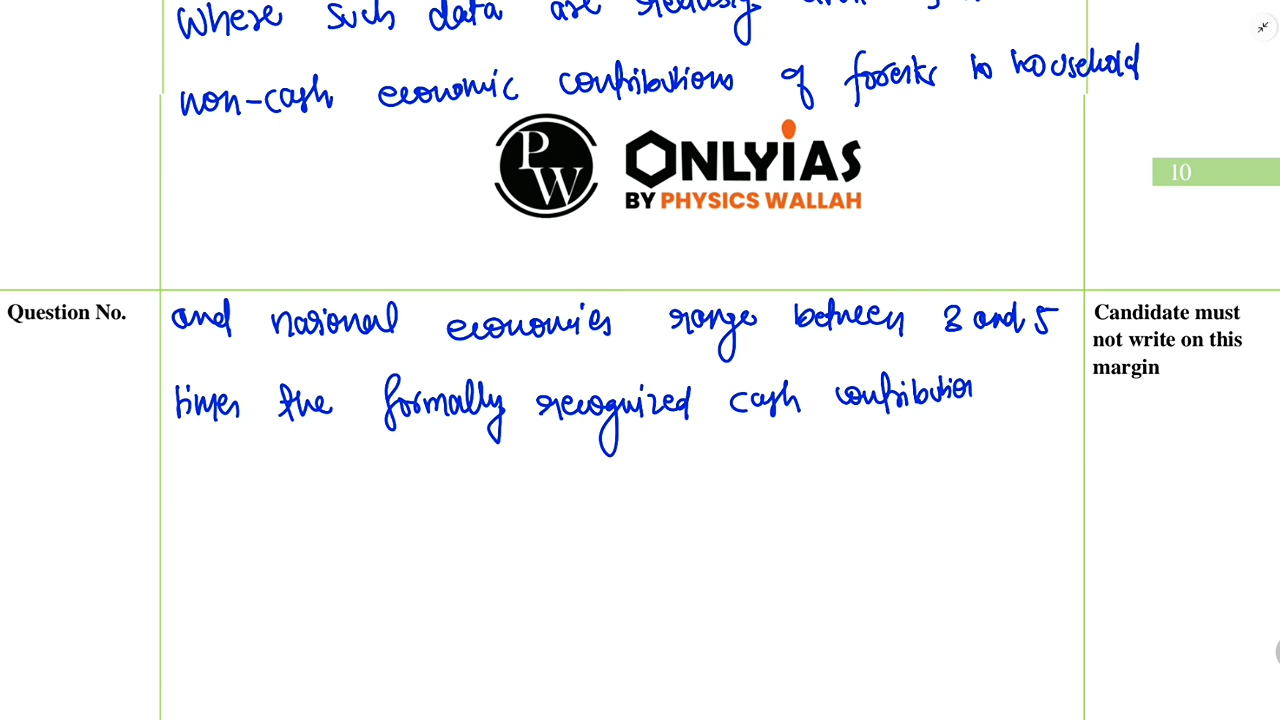 Where such data are
non-cash economic contributions of forests to household
PW ONLYIAS
BY PHYSICS WALLAH
10
Question No.
and national economies range between 3 and 5
times the formally recognized cash contribution
Candidate must
not write on this
margin